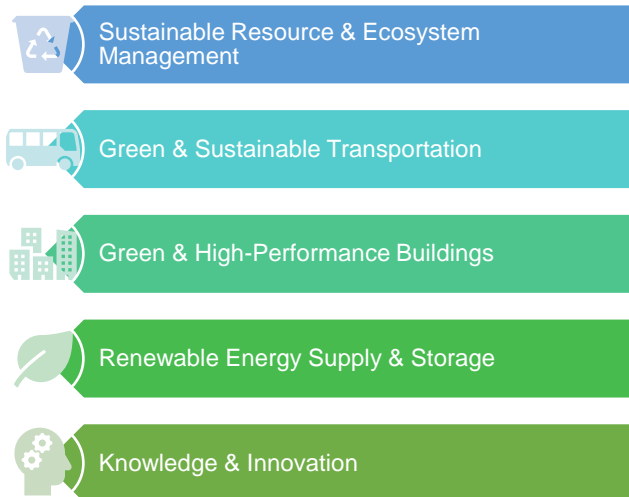 Sustainable Resource & Ecosystem
Management
Green & Sustainable Transportation
Green & High-Performance Buildings
Renewable Energy Supply & Storage
Knowledge & Innovation